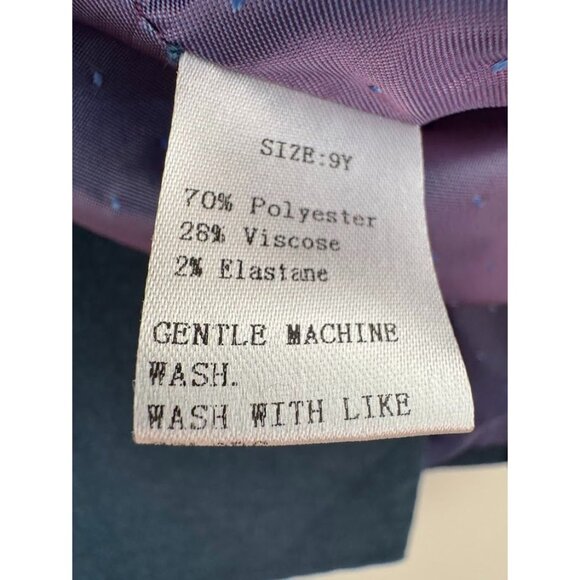 SIZE:9Y
70% Polyester
28% Viscose
2% Elastane
GENTLE MACHINE
WASH.
WASH WITH LIKE